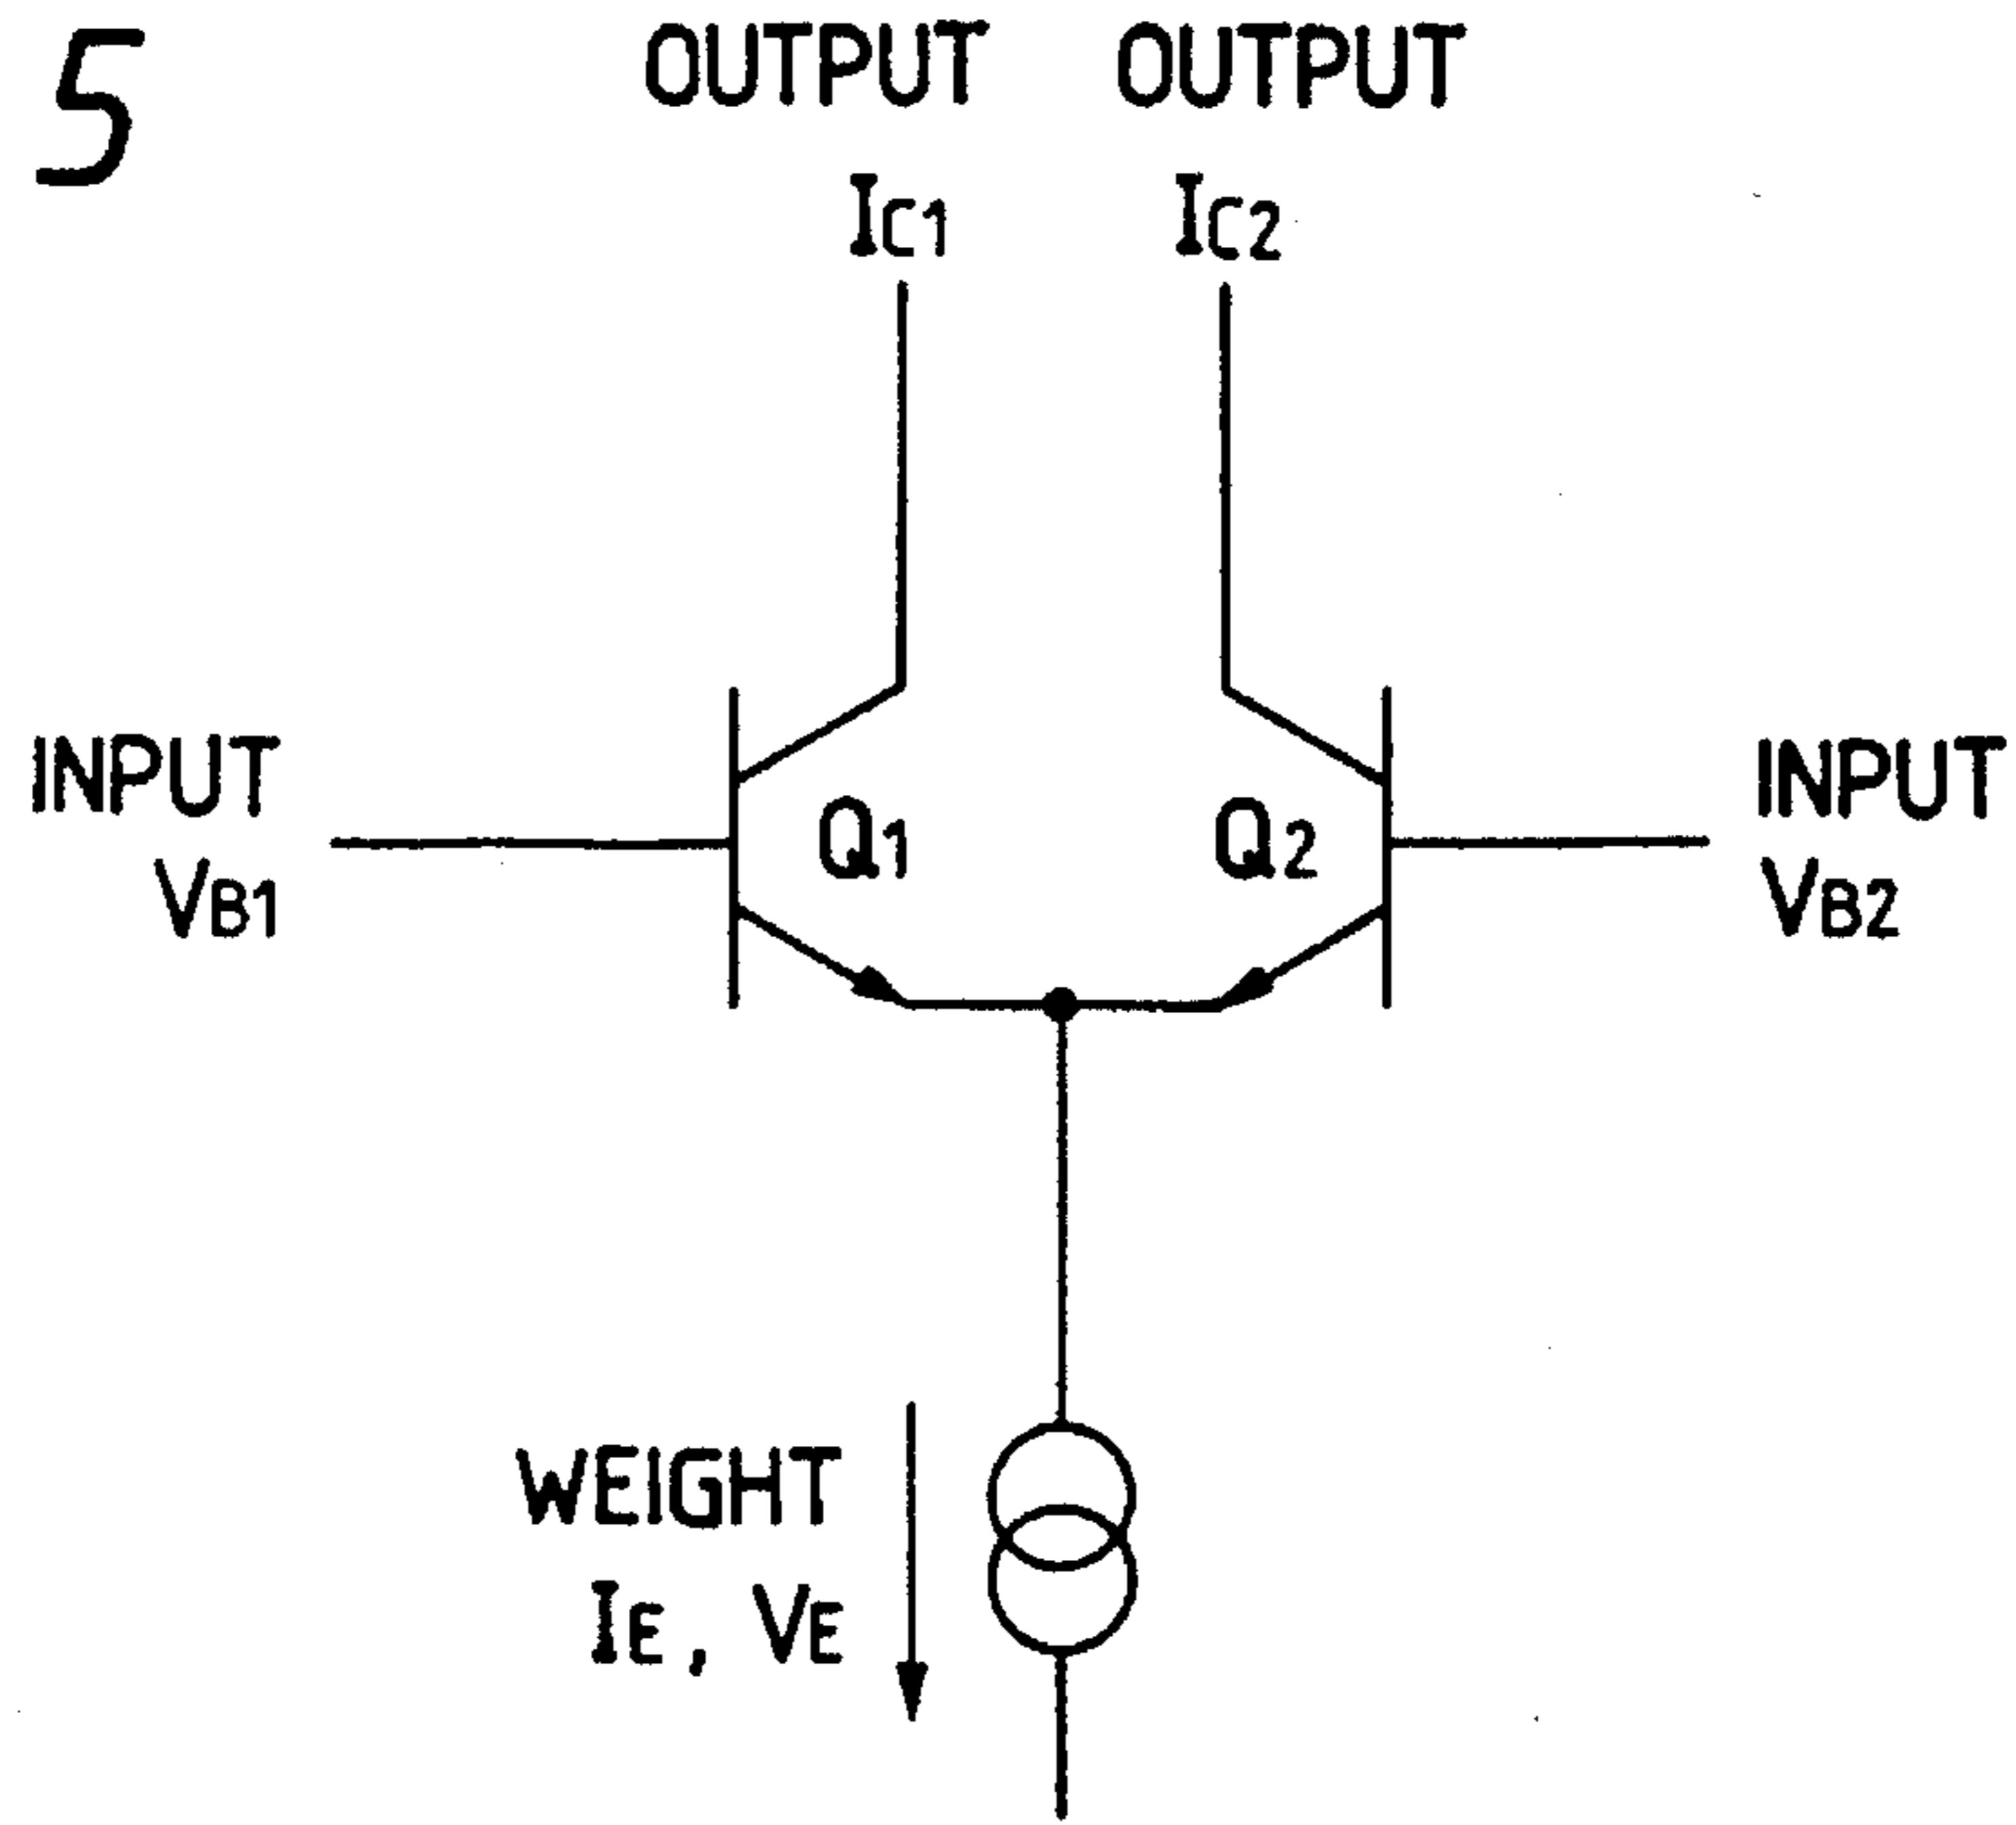 5
OUTPUT OUTPUT
IC1 IC2
INPUT
VB1
Q1 Q2
INPUT
VB2
WEIGHT
IE, VE